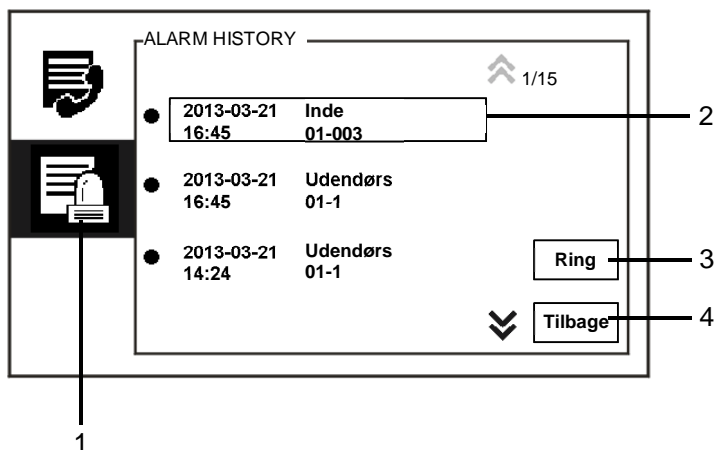 ALARM HISTORY
1/15
2013-03-21 Inde
16:45 01-003
2
2013-03-21 Udendørs
16:45 01-1
2013-03-21 Udendørs
14:24 01-1
Ring
3
Tilbage
4
1